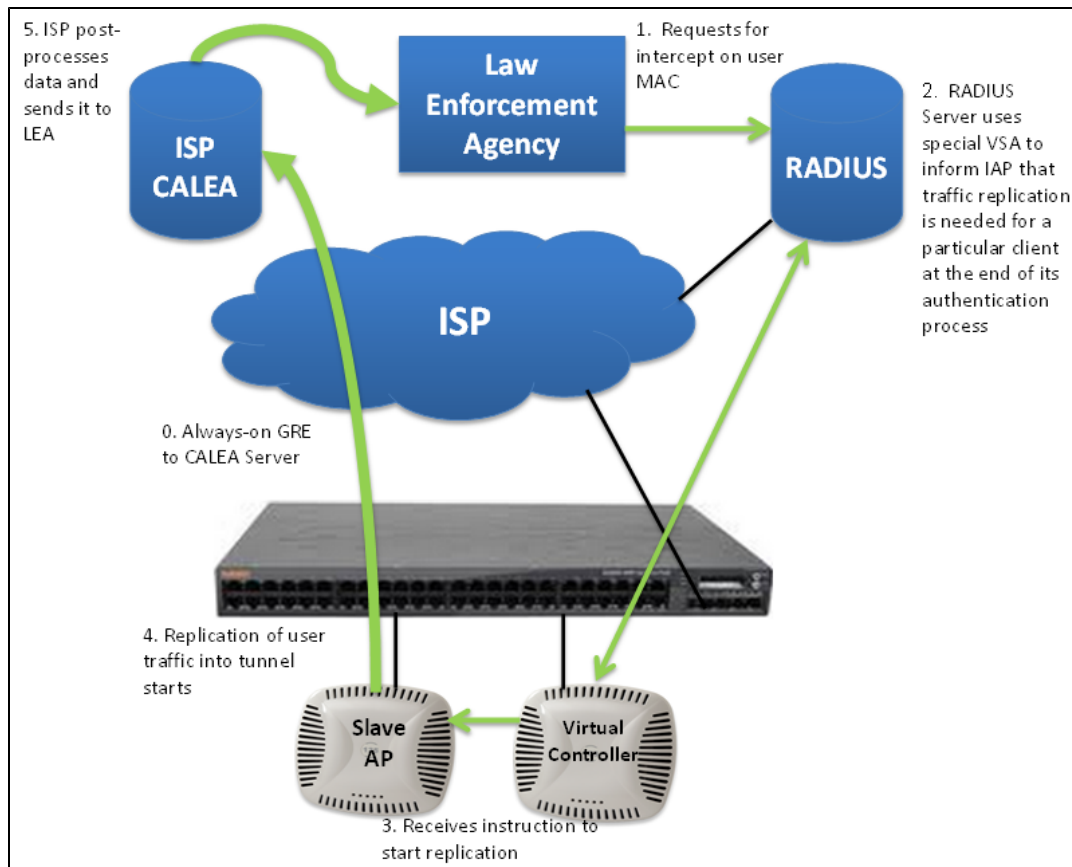 5. ISP post-
processes
data and
sends it to
LEA
ISP
CALEA
Law
Enforcement
Agency
1. Requests for
intercept on user
MAC
RADIUS
2. RADIUS
Server uses
special VSA to
inform IAP that
traffic replication
is needed for a
particular client
at the end of its
authentication
process
ISP
0. Always-on GRE
to CALEA Server
4. Replication of user
traffic into tunnel
starts
Slave
AP
Virtual
Controller
3. Receives instruction to
start replication